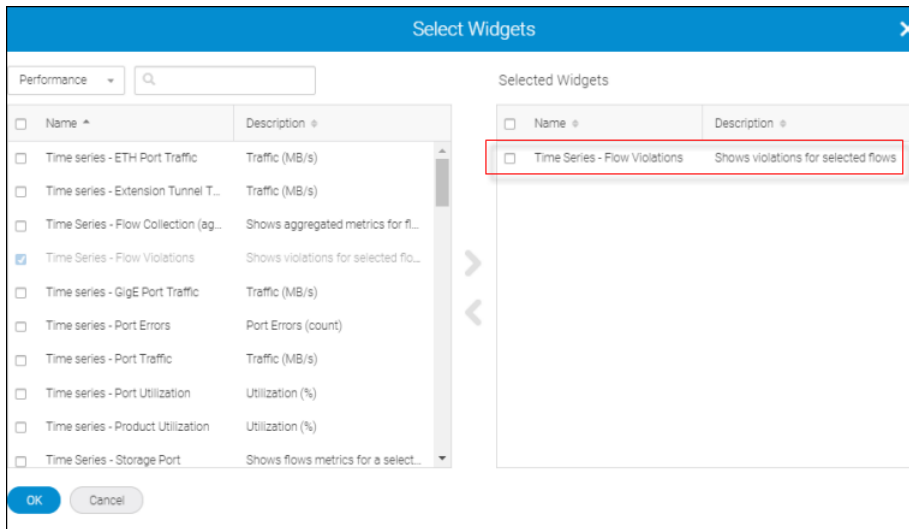 Select Widgets
Performance
Selected Widgets
Name Description
Time series - ETH Port Traffic Traffic (MB/s)
Time series - Extension Tunnel T... Traffic (MB/s)
Time Series - Flow Collection (ag... Shows aggregated metrics for fl...
Time Series - Flow Violations Shows violations for selected flo...
Time series - GigE Port Traffic Traffic (MB/s)
Time series - Port Errors Port Errors (count)
Time series - Port Traffic Traffic (MB/s)
Time series - Port Utilization Utilization (%)
Time series - Product Utilization Utilization (%)
Time Series - Storage Port Shows flows metrics for a select...
Name Description
Time Series - Flow Violations Shows violations for selected flows
OK Cancel